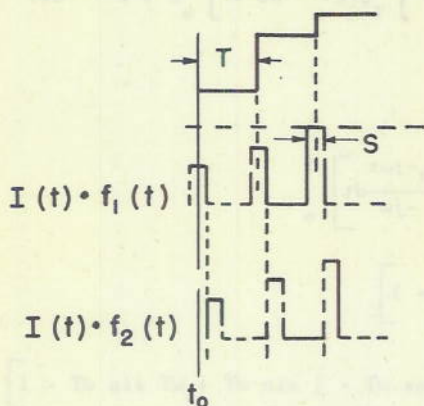 T
S
I (t) • f₁ (t)
I (t) • f₂ (t)
t₀